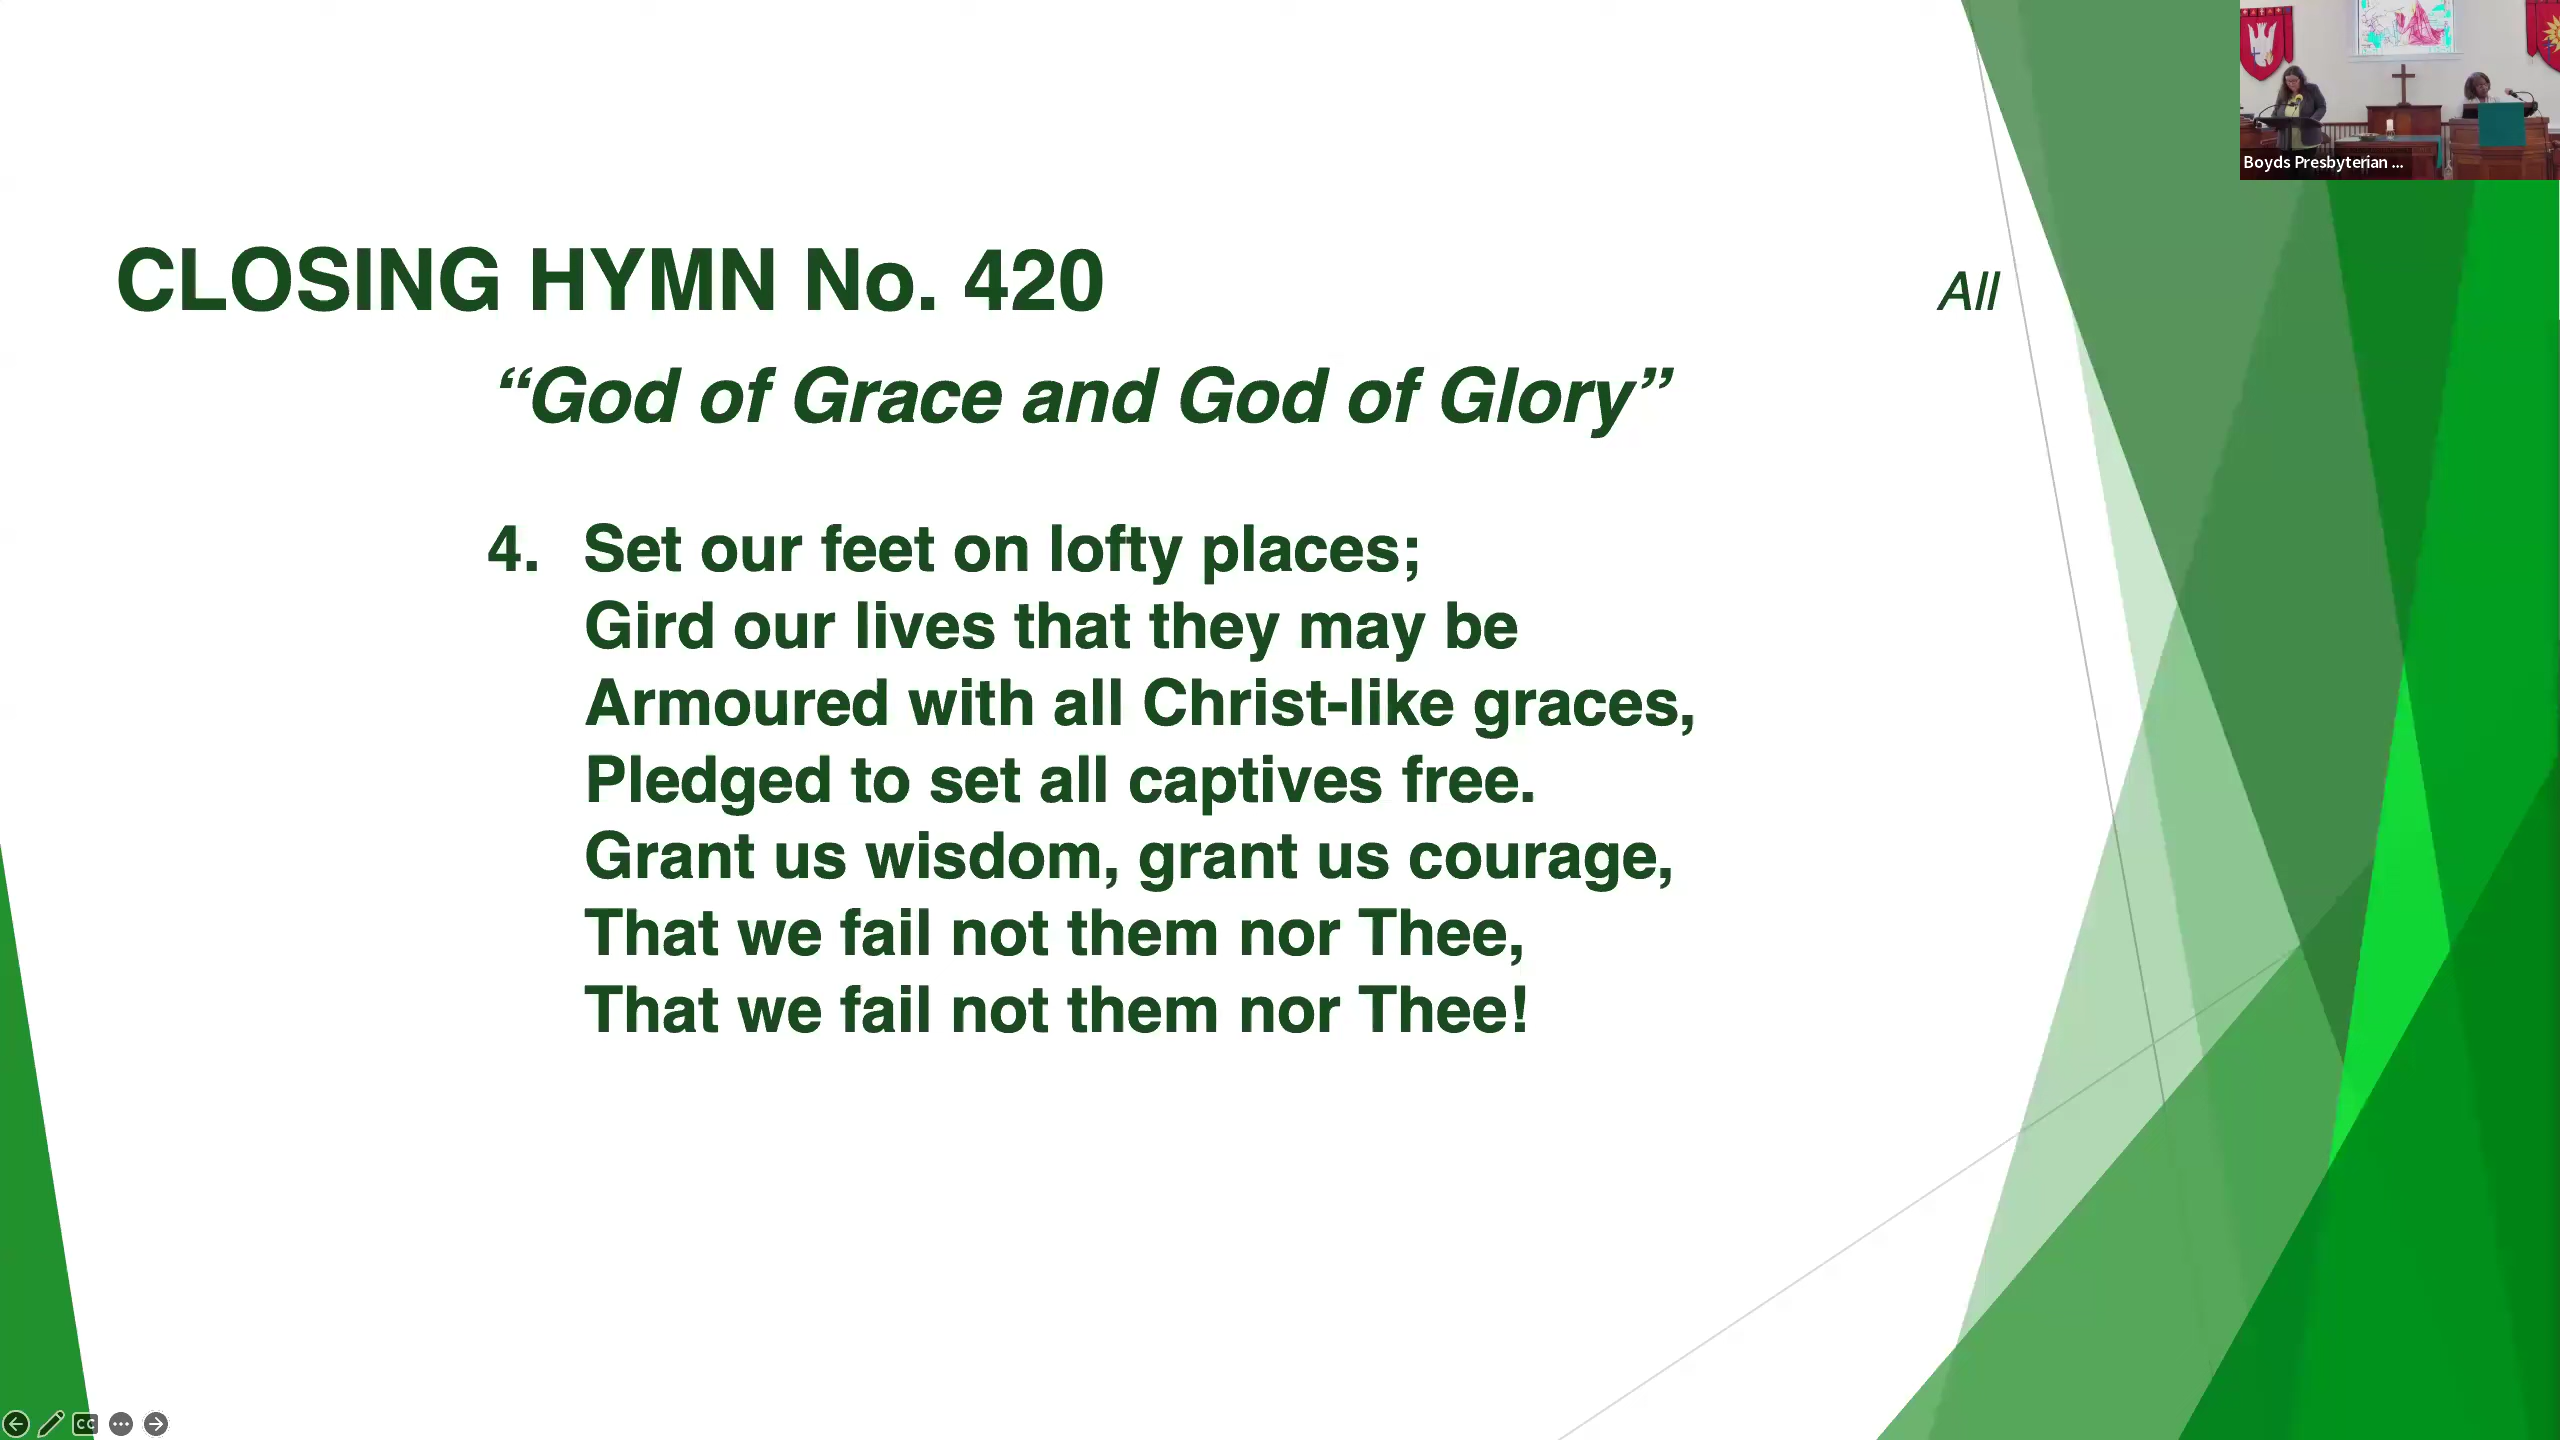 Boyds Presbyterian ...
CLOSING HYMN No. 420 All
“God of Grace and God of Glory”
4. Set our feet on lofty places;
Gird our lives that they may be
Armoured with all Christ-like graces,
Pledged to set all captives free.
Grant us wisdom, grant us courage,
That we fail not them nor Thee,
That we fail not them nor Thee!
CC